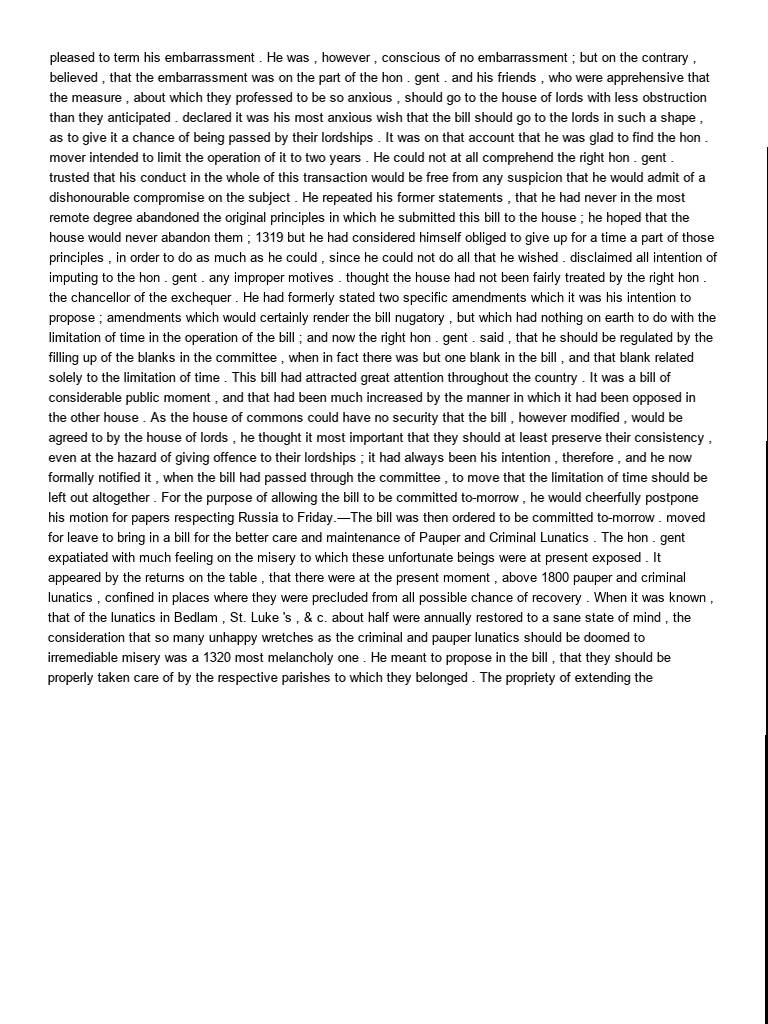 pleased to term his embarrassment . He was , however , conscious of no embarrassment ; but on the contrary ,
believed , that the embarrassment was on the part of the hon . gent . and his friends , who were apprehensive that
the measure , about which they professed to be so anxious , should go to the house of lords with less obstruction
than they anticipated . declared it was his most anxious wish that the bill should go to the lords in such a shape ,
as to give it a chance of being passed by their lordships . It was on that account that he was glad to find the hon .
mover intended to limit the operation of it to two years . He could not at all comprehend the right hon . gent .
trusted that his conduct in the whole of this transaction would be free from any suspicion that he would admit of a
dishonourable compromise on the subject . He repeated his former statements , that he had never in the most
remote degree abandoned the original principles in which he submitted this bill to the house ; he hoped that the
house would never abandon them ; 1319 but he had considered himself obliged to give up for a time a part of those
principles , in order to do as much as he could , since he could not do all that he wished . disclaimed all intention of
imputing to the hon . gent . any improper motives . thought the house had not been fairly treated by the right hon .
the chancellor of the exchequer . He had formerly stated two specific amendments which it was his intention to
propose ; amendments which would certainly render the bill nugatory , but which had nothing on earth to do with the
limitation of time in the operation of the bill ; and now the right hon . gent . said , that he should be regulated by the
filling up of the blanks in the committee , when in fact there was but one blank in the bill , and that blank related
solely to the limitation of time . This bill had attracted great attention throughout the country . It was a bill of
considerable public moment , and that had been much increased by the manner in which it had been opposed in
the other house . As the house of commons could have no security that the bill , however modified , would be
agreed to by the house of lords , he thought it most important that they should at least preserve their consistency ,
even at the hazard of giving offence to their lordships ; it had always been his intention , therefore , and he now
formally notified it , when the bill had passed through the committee , to move that the limitation of time should be
left out altogether . For the purpose of allowing the bill to be committed to-morrow , he would cheerfully postpone
his motion for papers respecting Russia to Friday.—The bill was then ordered to be committed to-morrow . moved
for leave to bring in a bill for the better care and maintenance of Pauper and Criminal Lunatics . The hon . gent
expatiated with much feeling on the misery to which these unfortunate beings were at present exposed . It
appeared by the returns on the table , that there were at the present moment , above 1800 pauper and criminal
lunatics , confined in places where they were precluded from all possible chance of recovery . When it was known ,
that of the lunatics in Bedlam , St. Luke 's , & c. about half were annually restored to a sane state of mind , the
consideration that so many unhappy wretches as the criminal and pauper lunatics should be doomed to
irremediable misery was a 1320 most melancholy one . He meant to propose in the bill , that they should be
properly taken care of by the respective parishes to which they belonged . The propriety of extending the